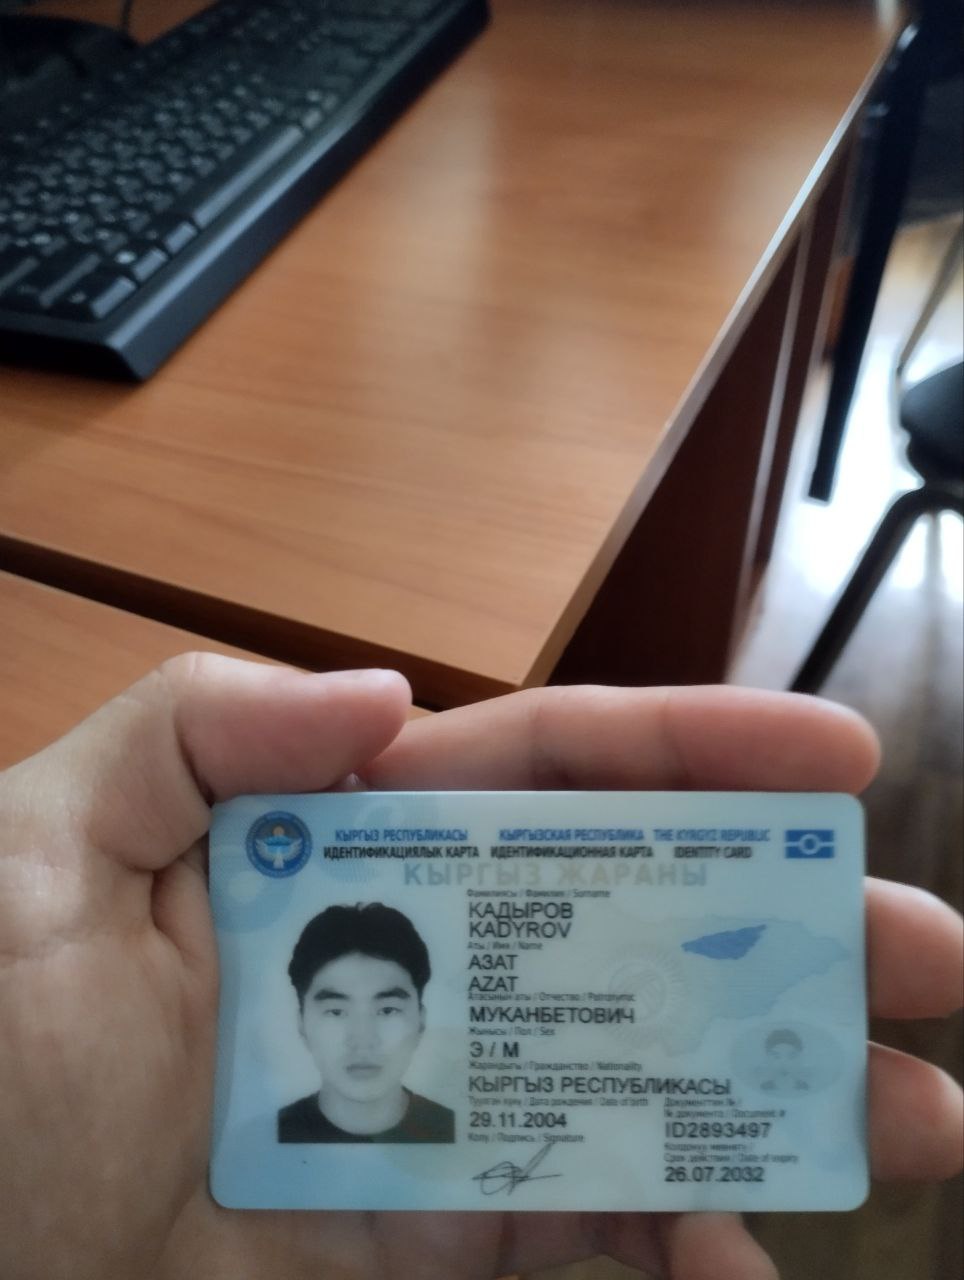 КЫРГЫЗ РЕСПУБЛИКАСЫ КЫРГЫЗСКАЯ РЕСПУБЛИКА THE KYRGYZ REPUBLIC
ИДЕНТИФИКАЦИЯЛЫК КАРТА ИДЕНТИФИКАЦИОННАЯ КАРТА IDENTITY CARD
КЫРГЫЗ ЖАРАНЫ
Фамилиясы / Фамилия / Surname
КАДЫРОВ
KADYROV
Аты / Имя / Name
АЗАТ
AZAT
Атасынын аты / Отчество / Patronymic
МУКАНБЕТОВИЧ
Жынысы / Пол / Sex
Э / М
Жарандыгы / Гражданство / Nationality
КЫРГЫЗ РЕСПУБЛИКАСЫ
Туулган күнү / Дата рождения / Date of birth
29.11.2004
Колу / Подпись / Signature
Документтин № /
№ документа / Document #
ID2893497
Колдонуу мөөнөтү /
Срок действия / Date of expiry
26.07.2032